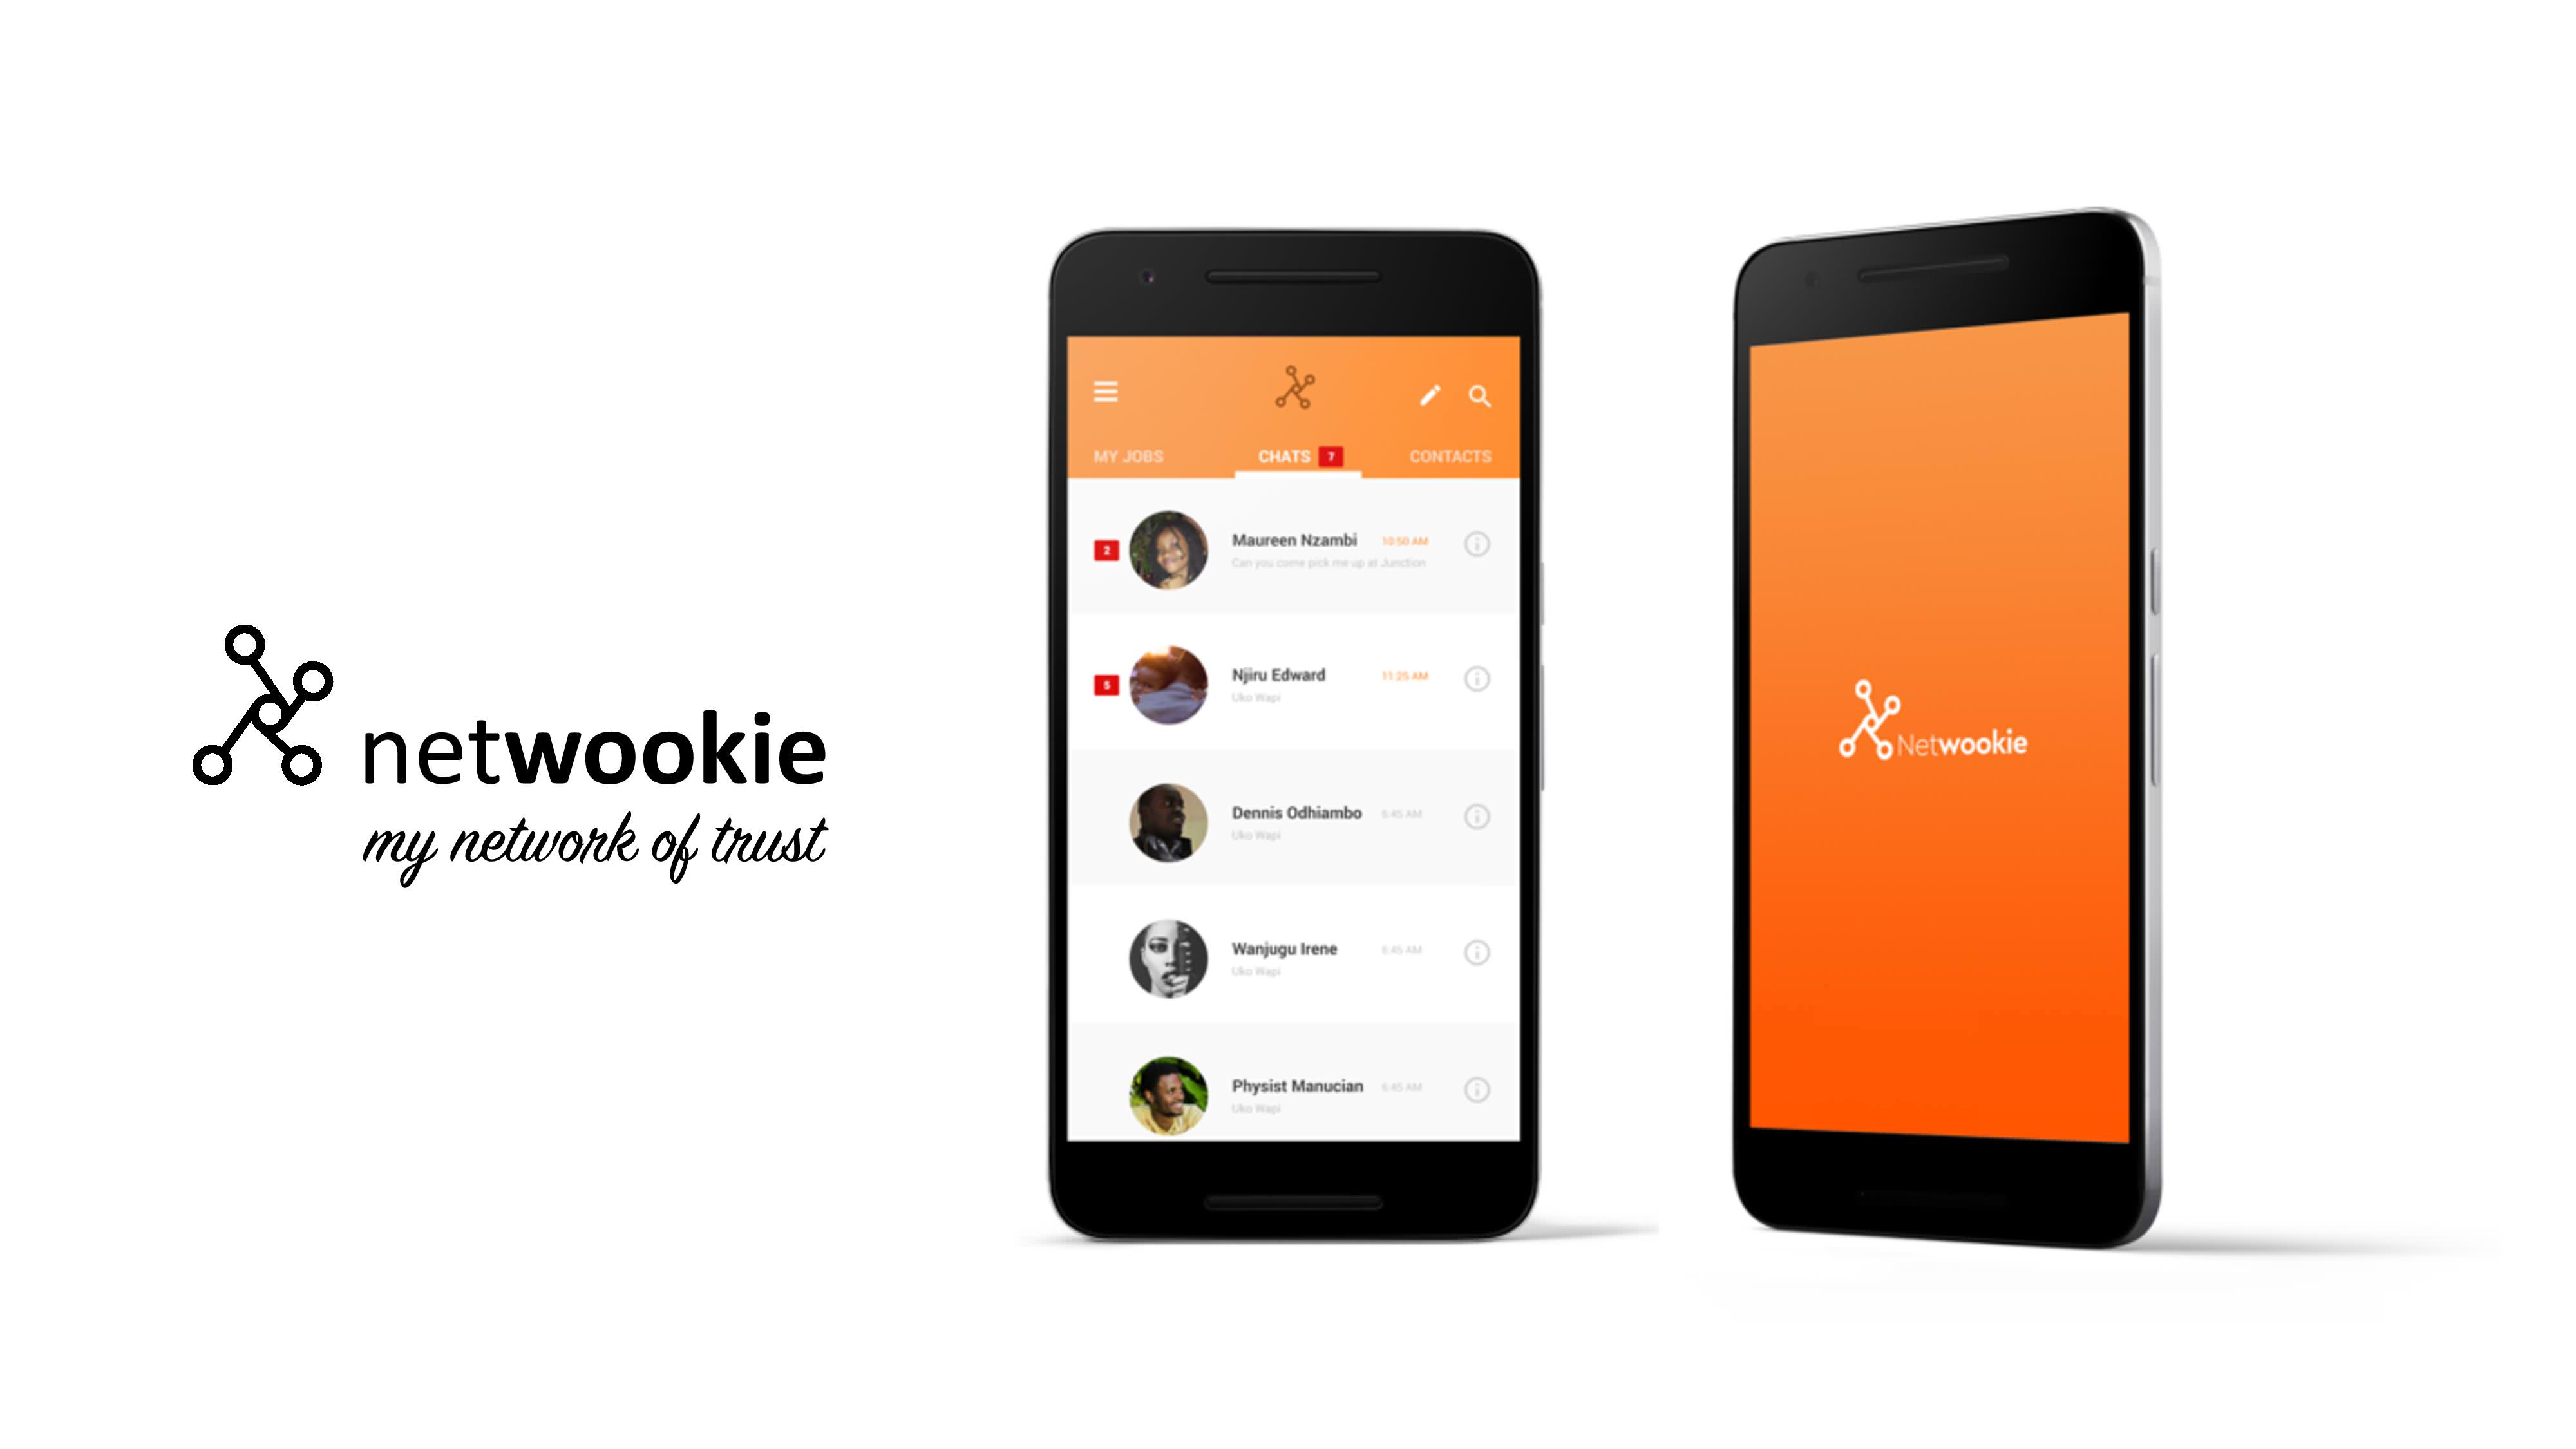 netwookie
my network of trust
MY JOBS
CHATS 7
CONTACTS
2
Maureen Nzambi 10:50 AM
Can you come pick me up at Junction
5
Njiru Edward 11:25 AM
Uko Wapi
Dennis Odhiambo 6:45 AM
Uko Wapi
Wanjugu Irene 6:45 AM
Uko Wapi
Physist Manucian 6:45 AM
Uko Wapi
Netwookie